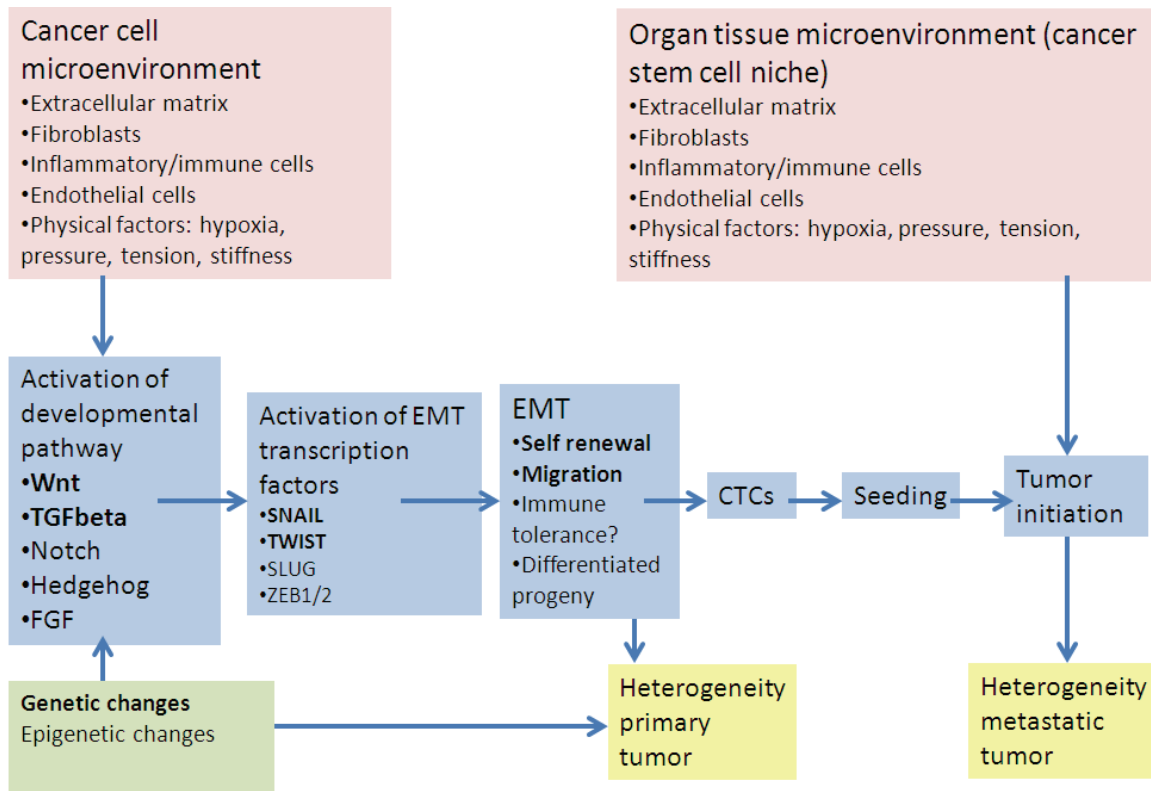 Cancer cell
microenvironment
•Extracellular matrix
•Fibroblasts
•Inflammatory/immune cells
•Endothelial cells
•Physical factors: hypoxia,
pressure, tension, stiffness
Organ tissue microenvironment (cancer
stem cell niche)
•Extracellular matrix
•Fibroblasts
•Inflammatory/immune cells
•Endothelial cells
•Physical factors: hypoxia, pressure, tension,
stiffness
Activation of
developmental
pathway
•Wnt
•TGFbeta
•Notch
•Hedgehog
•FGF
Activation of EMT
transcription
factors
•SNAIL
•TWIST
•SLUG
•ZEB1/2
EMT
•Self renewal
•Migration
•Immune
tolerance?
•Differentiated
progeny
CTCs
Seeding
Tumor
initiation
Genetic changes
Epigenetic changes
Heterogeneity
primary
tumor
Heterogeneity
metastatic
tumor